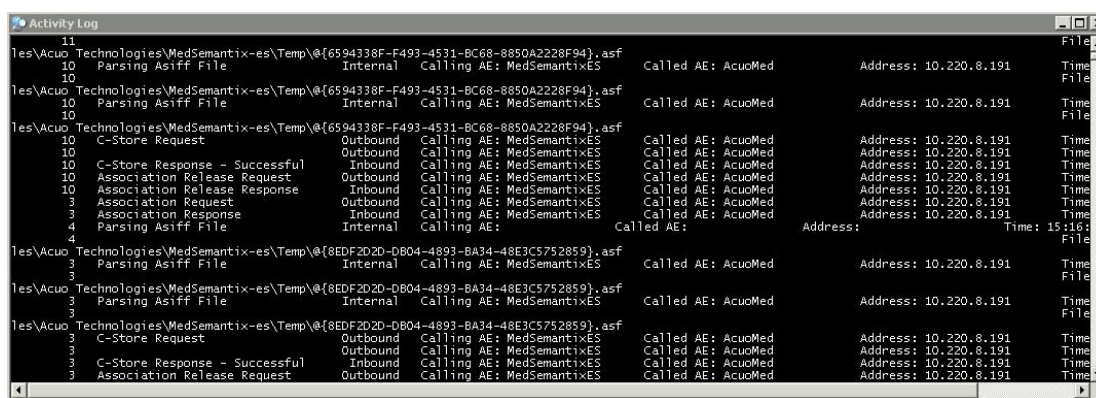 Activity Log
11 File
les\Acuo Technologies\MedSemantix-es\Temp\@{6594338F-F493-4531-BC68-8850A2228F94}.asf
10 Parsing Asiff File Internal Calling AE: MedSemantixES Called AE: AcuoMed Address: 10.220.8.191 Time
10 File
les\Acuo Technologies\MedSemantix-es\Temp\@{6594338F-F493-4531-BC68-8850A2228F94}.asf
10 Parsing Asiff File Internal Calling AE: MedSemantixES Called AE: AcuoMed Address: 10.220.8.191 Time
10 File
les\Acuo Technologies\MedSemantix-es\Temp\@{6594338F-F493-4531-BC68-8850A2228F94}.asf
10 C-Store Request Outbound Calling AE: MedSemantixES Called AE: AcuoMed Address: 10.220.8.191 Time
10 Outbound Calling AE: MedSemantixES Called AE: AcuoMed Address: 10.220.8.191 Time
10 C-Store Response - Successful Inbound Calling AE: MedSemantixES Called AE: AcuoMed Address: 10.220.8.191 Time
10 Association Release Request Outbound Calling AE: MedSemantixES Called AE: AcuoMed Address: 10.220.8.191 Time
10 Association Release Response Inbound Calling AE: MedSemantixES Called AE: AcuoMed Address: 10.220.8.191 Time
3 Association Request Outbound Calling AE: MedSemantixES Called AE: AcuoMed Address: 10.220.8.191 Time
3 Association Response Inbound Calling AE: MedSemantixES Called AE: AcuoMed Address: 10.220.8.191 Time
4 Parsing Asiff File Internal Calling AE: Called AE: Address: Time: 15:16:
4 File
les\Acuo Technologies\MedSemantix-es\Temp\@{8EDF2D2D-DB04-4893-BA34-48E3C5752859}.asf
3 Parsing Asiff File Internal Calling AE: MedSemantixES Called AE: AcuoMed Address: 10.220.8.191 Time
3 File
les\Acuo Technologies\MedSemantix-es\Temp\@{8EDF2D2D-DB04-4893-BA34-48E3C5752859}.asf
3 Parsing Asiff File Internal Calling AE: MedSemantixES Called AE: AcuoMed Address: 10.220.8.191 Time
3 File
les\Acuo Technologies\MedSemantix-es\Temp\@{8EDF2D2D-DB04-4893-BA34-48E3C5752859}.asf
3 C-Store Request Outbound Calling AE: MedSemantixES Called AE: AcuoMed Address: 10.220.8.191 Time
3 Outbound Calling AE: MedSemantixES Called AE: AcuoMed Address: 10.220.8.191 Time
3 C-Store Response - Successful Inbound Calling AE: MedSemantixES Called AE: AcuoMed Address: 10.220.8.191 Time
3 Association Release Request Outbound Calling AE: MedSemantixES Called AE: AcuoMed Address: 10.220.8.191 Time